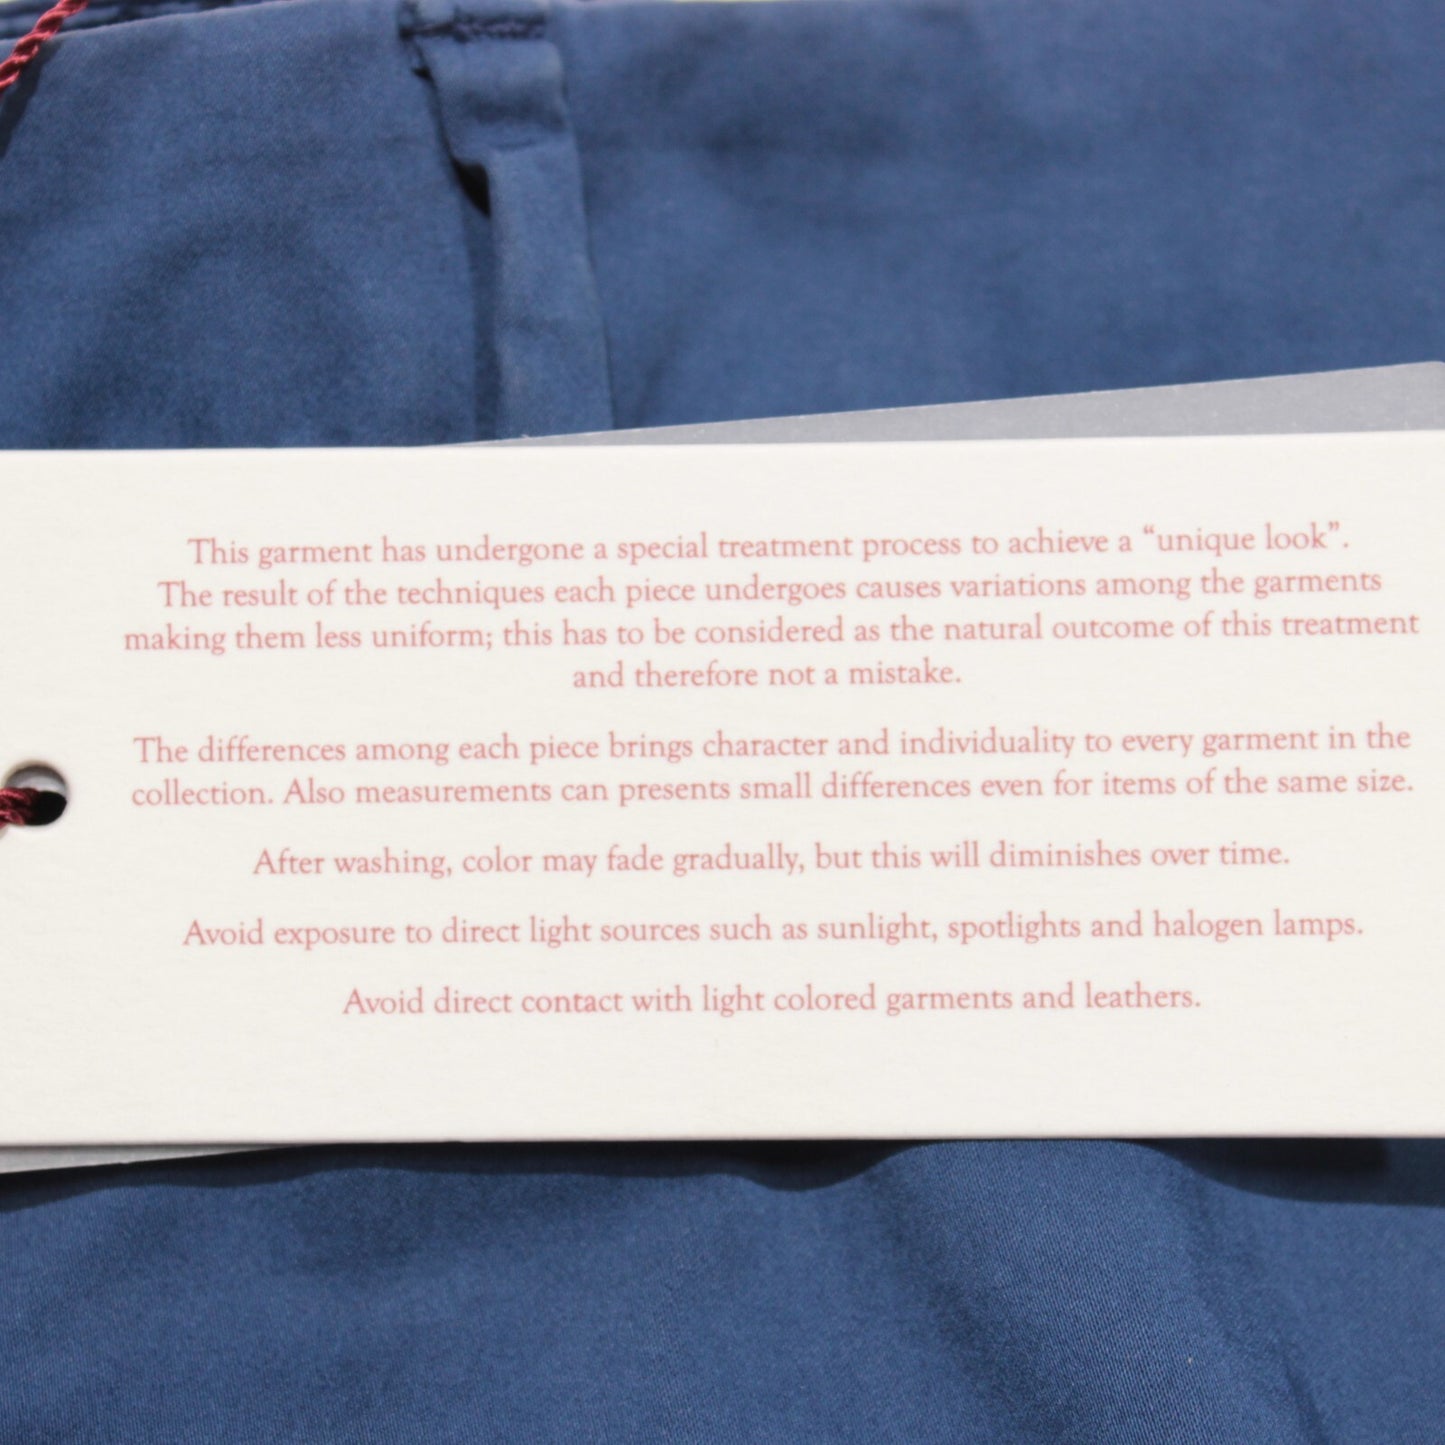 This garment has undergone a special treatment process to achieve a “unique look”.
The result of the techniques each piece undergoes causes variations among the garments
making them less uniform; this has to be considered as the natural outcome of this treatment
and therefore not a mistake.
The differences among each piece brings character and individuality to every garment in the
collection. Also measurements can presents small differences even for items of the same size.
After washing, color may fade gradually, but this will diminishes over time.
Avoid exposure to direct light sources such as sunlight, spotlights and halogen lamps.
Avoid direct contact with light colored garments and leathers.